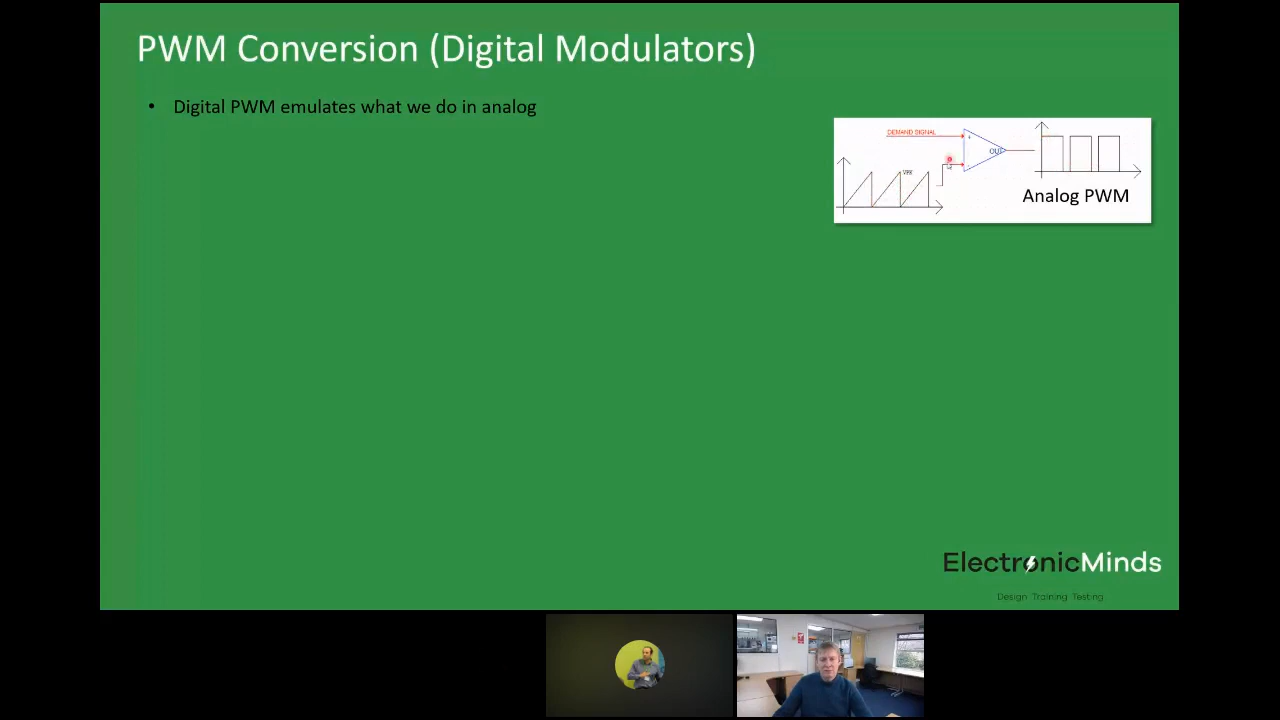 PWM Conversion (Digital Modulators)
• Digital PWM emulates what we do in analog
DEMAND SIGNAL
OUT
Analog PWM
ElectronicMinds
Design Training Testing